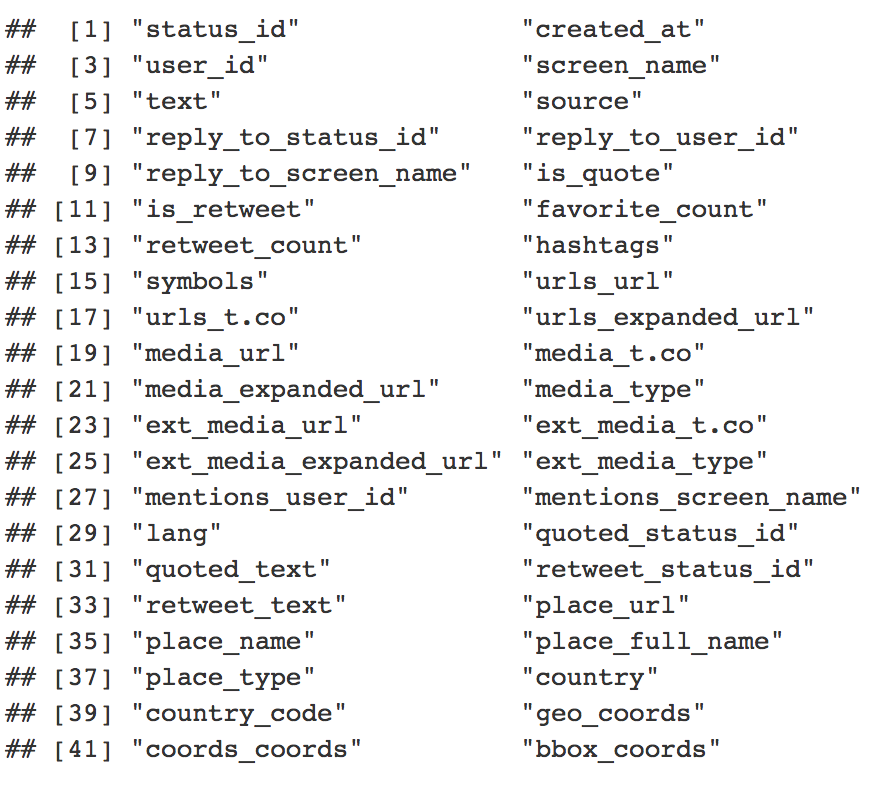 ##  [1] "status_id"              "created_at"
##  [3] "user_id"                "screen_name"
##  [5] "text"                   "source"
##  [7] "reply_to_status_id"     "reply_to_user_id"
##  [9] "reply_to_screen_name"   "is_quote"
## [11] "is_retweet"             "favorite_count"
## [13] "retweet_count"          "hashtags"
## [15] "symbols"                "urls_url"
## [17] "urls_t.co"              "urls_expanded_url"
## [19] "media_url"              "media_t.co"
## [21] "media_expanded_url"     "media_type"
## [23] "ext_media_url"          "ext_media_t.co"
## [25] "ext_media_expanded_url" "ext_media_type"
## [27] "mentions_user_id"       "mentions_screen_name"
## [29] "lang"                   "quoted_status_id"
## [31] "quoted_text"            "retweet_status_id"
## [33] "retweet_text"           "place_url"
## [35] "place_name"             "place_full_name"
## [37] "place_type"             "country"
## [39] "country_code"           "geo_coords"
## [41] "coords_coords"          "bbox_coords"